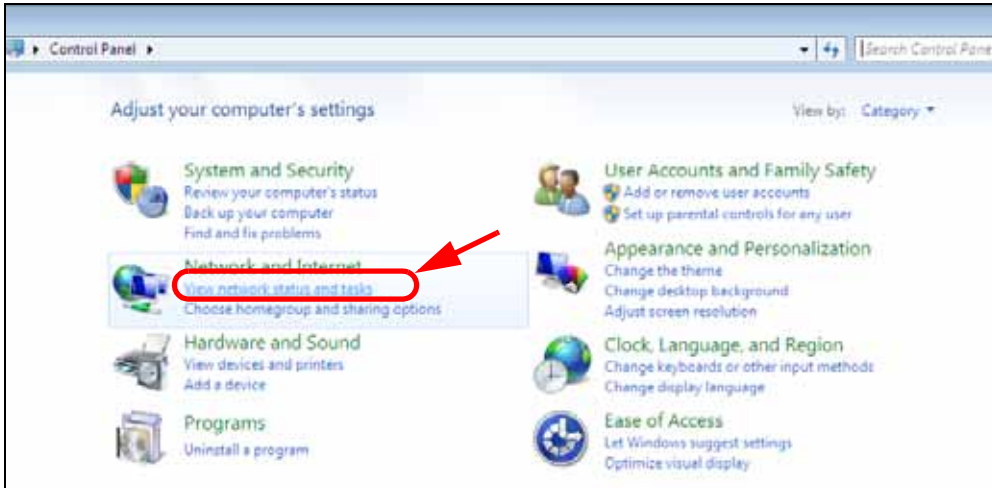 Control Panel
Search Control Pane
Adjust your computer's settings
View by: Category
System and Security
Review your computer's status
Back up your computer
Find and fix problems
Network and Internet
View network status and tasks
Choose homegroup and sharing options
Hardware and Sound
View devices and printers
Add a device
Programs
Uninstall a program
User Accounts and Family Safety
Add or remove user accounts
Set up parental controls for any user
Appearance and Personalization
Change the theme
Change desktop background
Adjust screen resolution
Clock, Language, and Region
Change keyboards or other input methods
Change display language
Ease of Access
Let Windows suggest settings
Optimize visual display